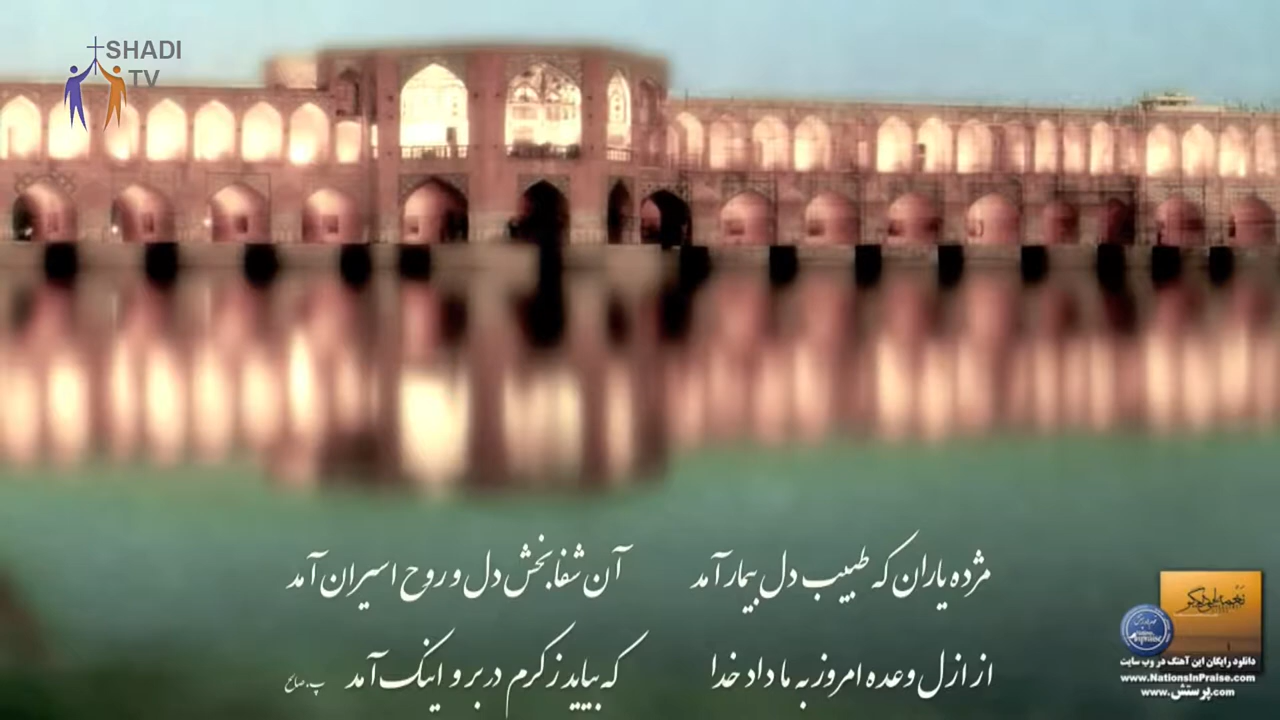 SHADI
TV
مژده یاران که طبیب دل بیمار آمد آن شفابخش دل و روح اسیران آمد
از ازل وعده امروز به ما داد خدا که بیاید ز کرم در بر و اینک آمد پ. صالح
دانلود رایگان این آهنگ در وب سایت
www.NationsInPraise.com
www.پرستش.com